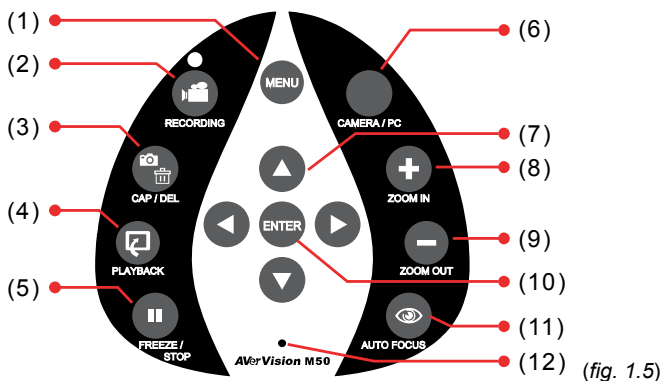 (1)
(2)
(3)
(4)
(5)
RECORDING
CAP / DEL
PLAYBACK
FREEZE /
STOP
MENU
ENTER
AVerVision M50
CAMERA / PC
ZOOM IN
ZOOM OUT
AUTO FOCUS
(6)
(7)
(8)
(9)
(10)
(11)
(12)
(fig. 1.5)